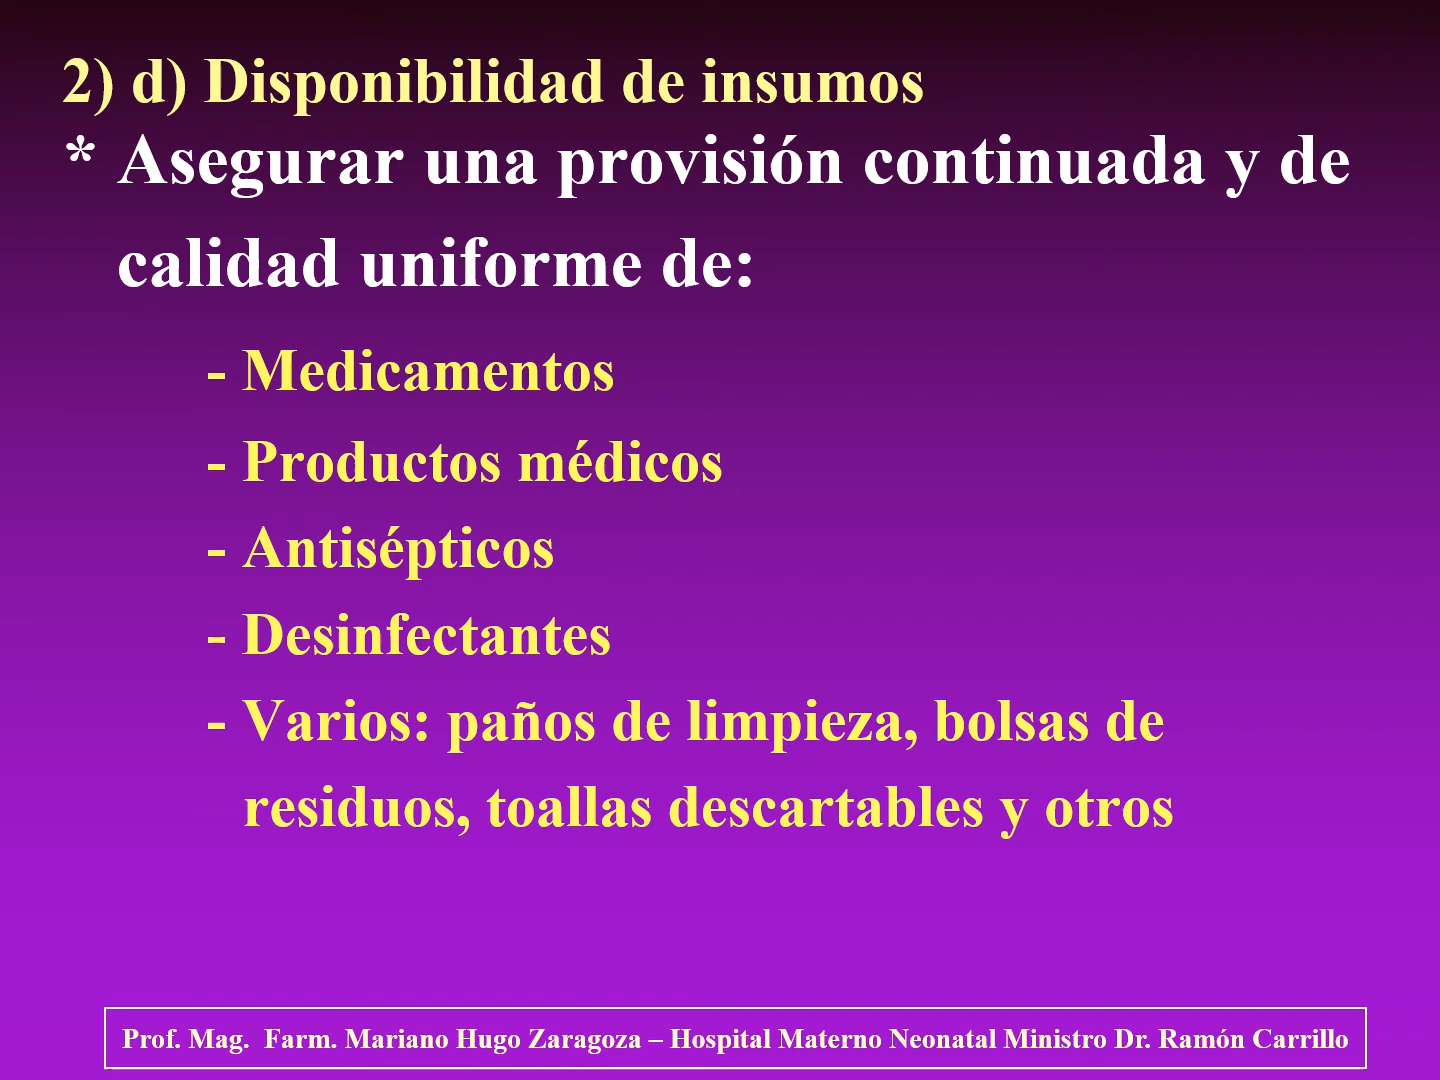 2) d) Disponibilidad de insumos
* Asegurar una provisión continuada y de
calidad uniforme de:
- Medicamentos
- Productos médicos
- Antisépticos
- Desinfectantes
- Varios: paños de limpieza, bolsas de
residuos, toallas descartables y otros
Prof. Mag.  Farm. Mariano Hugo Zaragoza – Hospital Materno Neonatal Ministro Dr. Ramón Carrillo